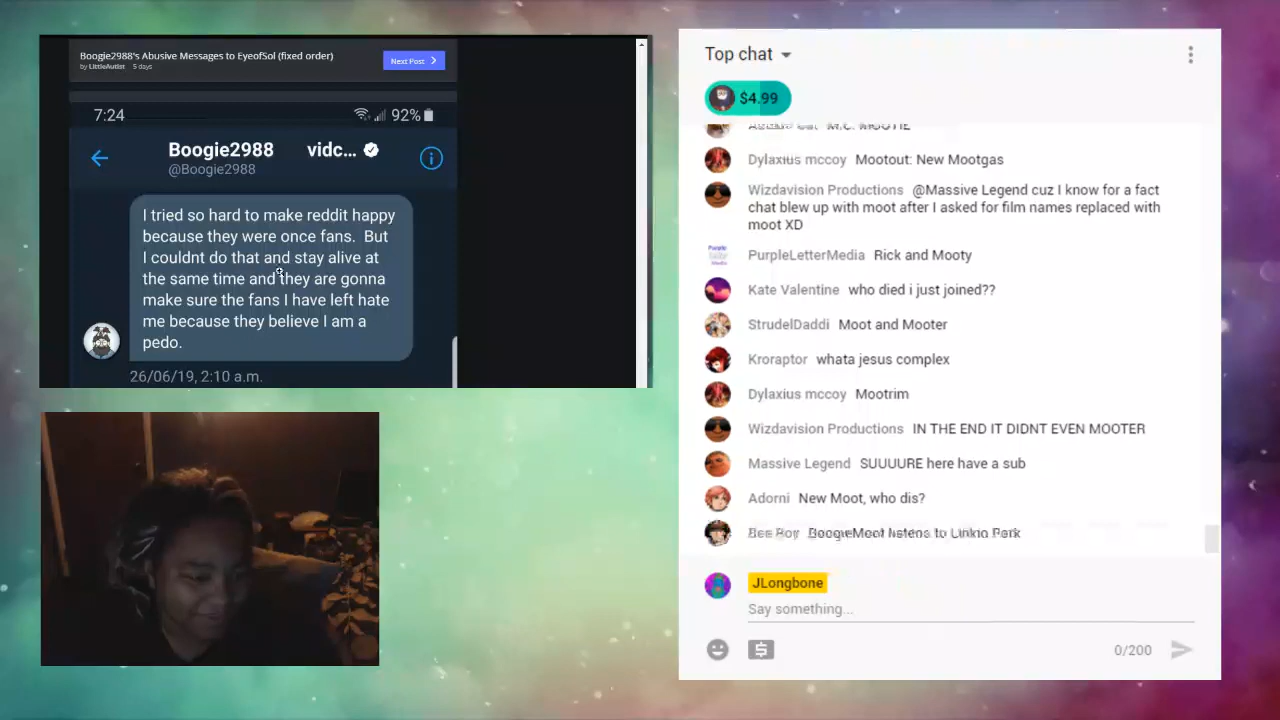 Boogie2988's Abusive Messages to EyeofSol (fixed order)
by LittleAutist 5 days
Next Post >
7:24
92%
Boogie2988 vidc...
@Boogie2988
I tried so hard to make reddit happy
because they were once fans. But
I couldnt do that and stay alive at
the same time and they are gonna
make sure the fans I have left hate
me because they believe I am a
pedo.
26/06/19, 2:10 a.m.
Top chat
$4.99
M.C. MOOTIE
Dylaxius mccoy Mootout: New Mootgas
Wizdavision Productions @Massive Legend cuz I know for a fact
chat blew up with moot after I asked for film names replaced with
moot XD
PurpleLetterMedia Rick and Mooty
Kate Valentine who died i just joined??
StrudelDaddi Moot and Mooter
Kroraptor whata jesus complex
Dylaxius mccoy Mootrim
Wizdavision Productions IN THE END IT DIDNT EVEN MOOTER
Massive Legend SUUUURE here have a sub
Adorni New Moot, who dis?
BoogieMoot listens to Linkin Park
JLongbone
Say something...
0/200